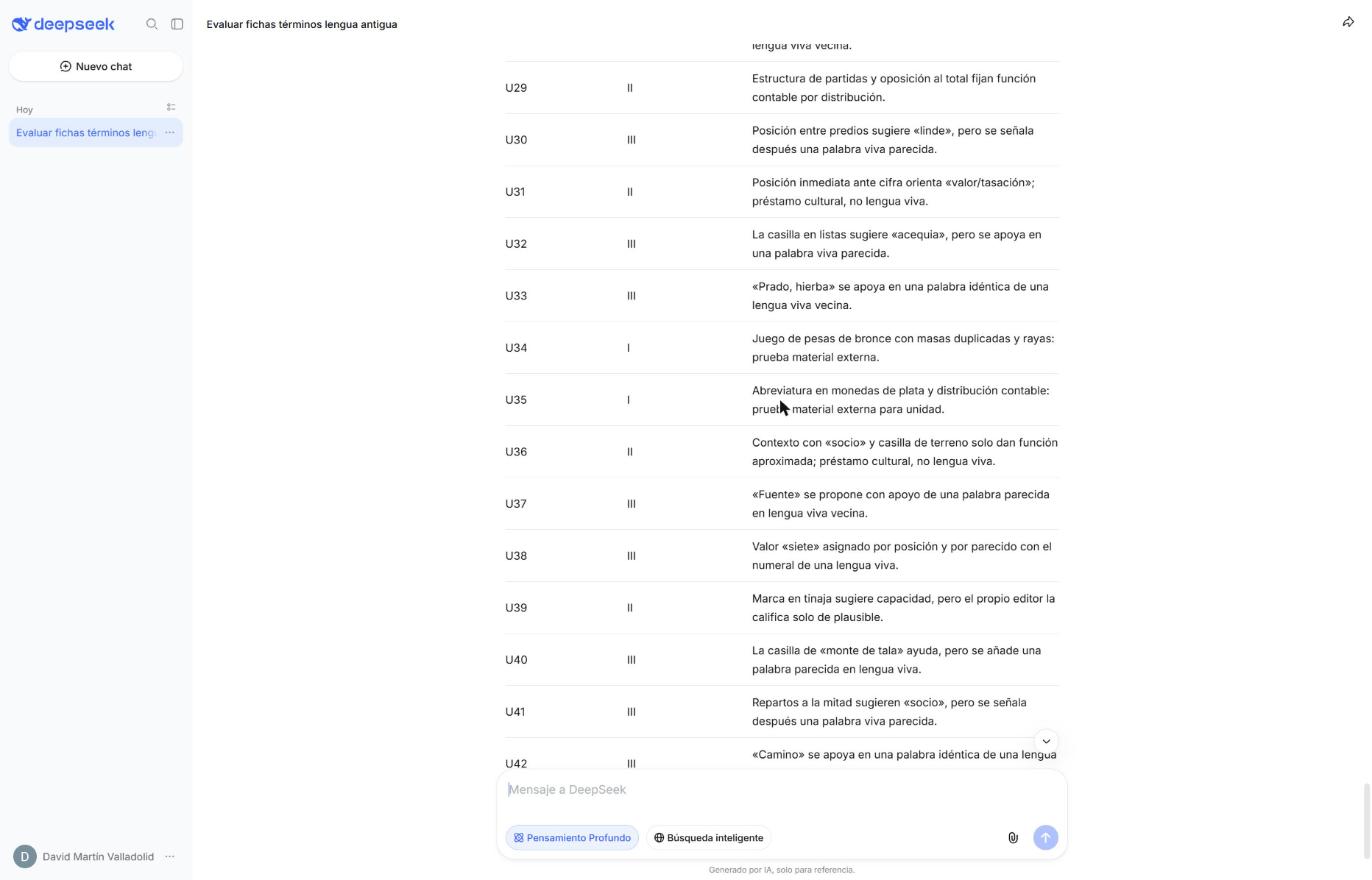 deepseek
Evaluar fichas términos lengua antigua
Nuevo chat
Hoy
Evaluar fichas términos leng
lengua viva vecina.
U29 II Estructura de partidas y oposición al total fijan función
contable por distribución.
U30 III Posición entre predios sugiere «linde», pero se señala
después una palabra viva parecida.
U31 II Posición inmediata ante cifra orienta «valor/tasación»;
préstamo cultural, no lengua viva.
U32 III La casilla en listas sugiere «acequia», pero se apoya en
una palabra viva parecida.
U33 III «Prado, hierba» se apoya en una palabra idéntica de una
lengua viva vecina.
U34 I Juego de pesas de bronce con masas duplicadas y rayas:
prueba material externa.
U35 I Abreviatura en monedas de plata y distribución contable:
prueba material externa para unidad.
U36 II Contexto con «socio» y casilla de terreno solo dan función
aproximada; préstamo cultural, no lengua viva.
U37 III «Fuente» se propone con apoyo de una palabra parecida
en lengua viva vecina.
U38 III Valor «siete» asignado por posición y por parecido con el
numeral de una lengua viva.
U39 II Marca en tinaja sugiere capacidad, pero el propio editor la
califica solo de plausible.
U40 III La casilla de «monte de tala» ayuda, pero se añade una
palabra parecida en lengua viva.
U41 III Repartos a la mitad sugieren «socio», pero se señala
después una palabra viva parecida.
U42 III «Camino» se apoya en una palabra idéntica de una lengua
Mensaje a DeepSeek
Pensamiento Profundo Búsqueda inteligente
D David Martín Valladolid
Generado por IA, solo para referencia.